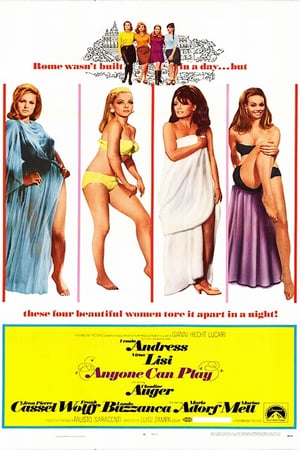 Rome wasn't built in a day... but
these four beautiful women tore it apart in a night!
GIANNI HECHT LUCARI
Ursula Virna
Andress Lisi
Anyone Can Play
Claudine
Auger
Jean Pierre Frank Lando Mario Marisa
Cassel Wolff Buzzanca Adorf Mell
FAUSTO SARACENI LUIGI ZAMPA